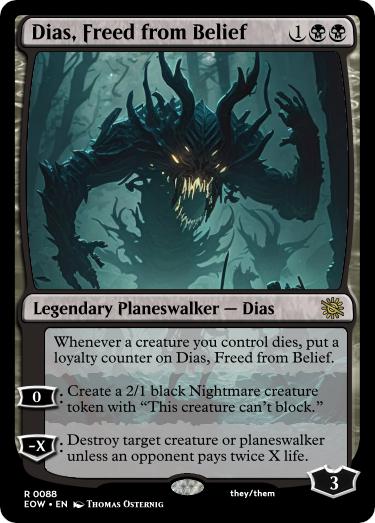 Dias, Freed from Belief 1
Legendary Planeswalker — Dias
Whenever a creature you control dies, put a
loyalty counter on Dias, Freed from Belief.
0 : Create a 2/1 black Nightmare creature
token with “This creature can’t block.”
-X : Destroy target creature or planeswalker
unless an opponent pays twice X life.
3
R 0088
EOW • EN Thomas Osternig
they/them